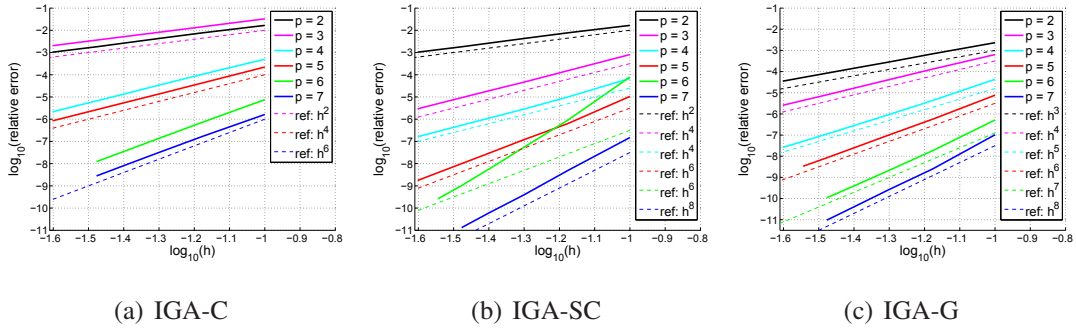 −1
−2
−3
−4
−5
−6
−7
−8
−9
−10
−11
log10(relative error)
−1.6 −1.5 −1.4 −1.3 −1.2 −1.1 −1 −0.9 −0.8
log10(h)
p = 2
p = 3
p = 4
p = 5
p = 6
p = 7
ref: h2
ref: h4
ref: h6
(a) IGA-C
−1
−2
−3
−4
−5
−6
−7
−8
−9
−10
−11
log10(relative error)
−1.6 −1.5 −1.4 −1.3 −1.2 −1.1 −1 −0.9 −0.8
log10(h)
p = 2
p = 3
p = 4
p = 5
p = 6
p = 7
ref: h2
ref: h4
ref: h4
ref: h6
ref: h6
ref: h8
(b) IGA-SC
−1
−2
−3
−4
−5
−6
−7
−8
−9
−10
−11
log10(relative error)
−1.6 −1.5 −1.4 −1.3 −1.2 −1.1 −1 −0.9 −0.8
log10(h)
p = 2
p = 3
p = 4
p = 5
p = 6
p = 7
ref: h3
ref: h4
ref: h5
ref: h6
ref: h7
ref: h8
(c) IGA-G